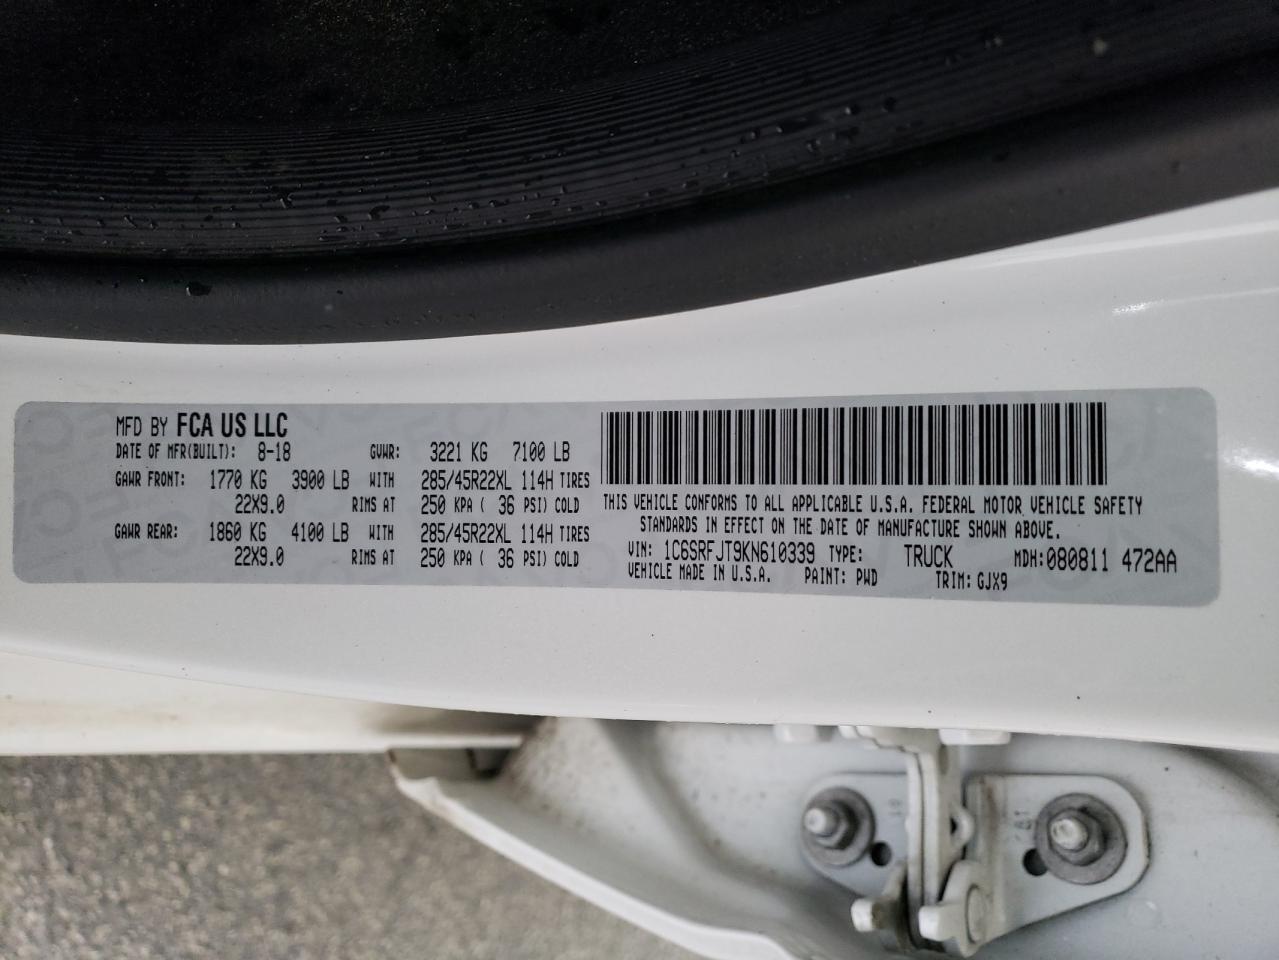 MFD BY FCA US LLC
DATE OF MFR(BUILT): 8-18 GVWR: 3221 KG 7100 LB
GAWR FRONT: 1770 KG 3900 LB WITH 285/45R22XL 114H TIRES
22X9.0 RIMS AT 250 KPA ( 36 PSI) COLD
GAWR REAR: 1860 KG 4100 LB WITH 285/45R22XL 114H TIRES
22X9.0 RIMS AT 250 KPA ( 36 PSI) COLD
THIS VEHICLE CONFORMS TO ALL APPLICABLE U.S.A. FEDERAL MOTOR VEHICLE SAFETY
STANDARDS IN EFFECT ON THE DATE OF MANUFACTURE SHOWN ABOVE.
VIN: 1C6SRFJT9KN610339 TYPE: TRUCK MDH:080811 472AA
VEHICLE MADE IN U.S.A. PAINT: PWD TRIM: GJX9